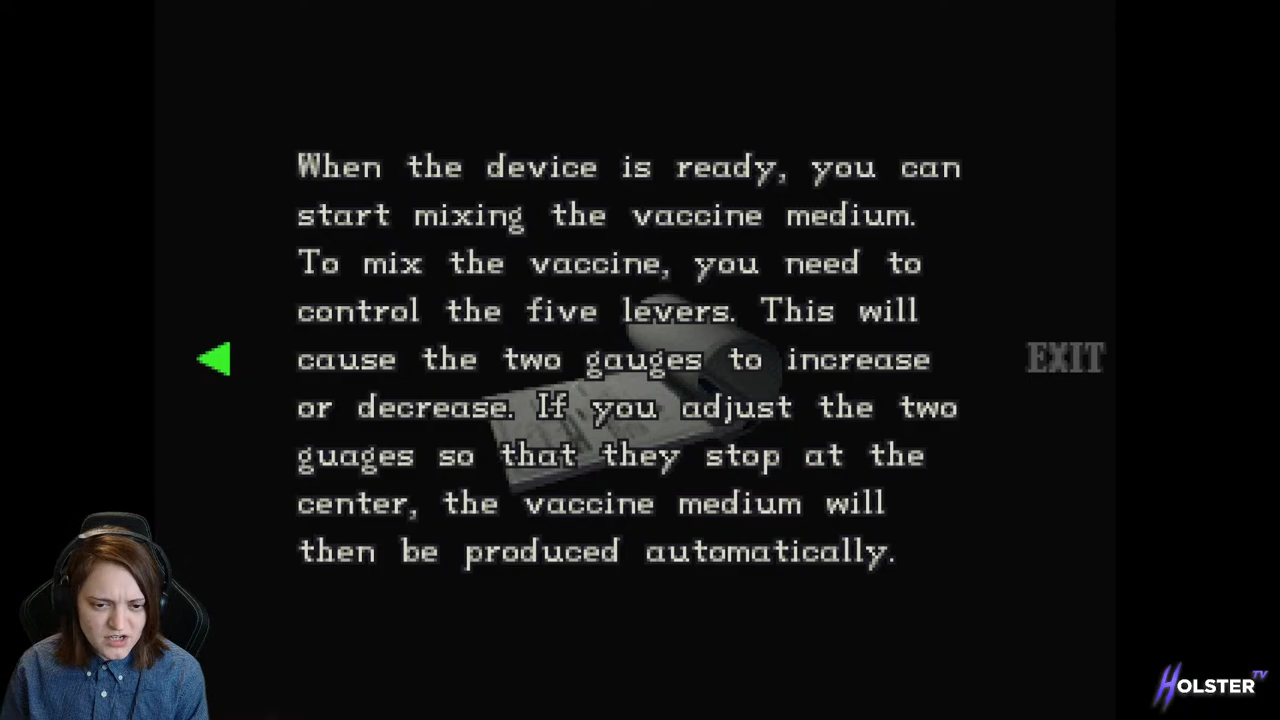 When the device is ready, you can
start mixing the vaccine medium.
To mix the vaccine, you need to
control the five levers. This will
cause the two gauges to increase
or decrease. If you adjust the two
guages so that they stop at the
center, the vaccine medium will
then be produced automatically.
EXIT
HOLSTER TV